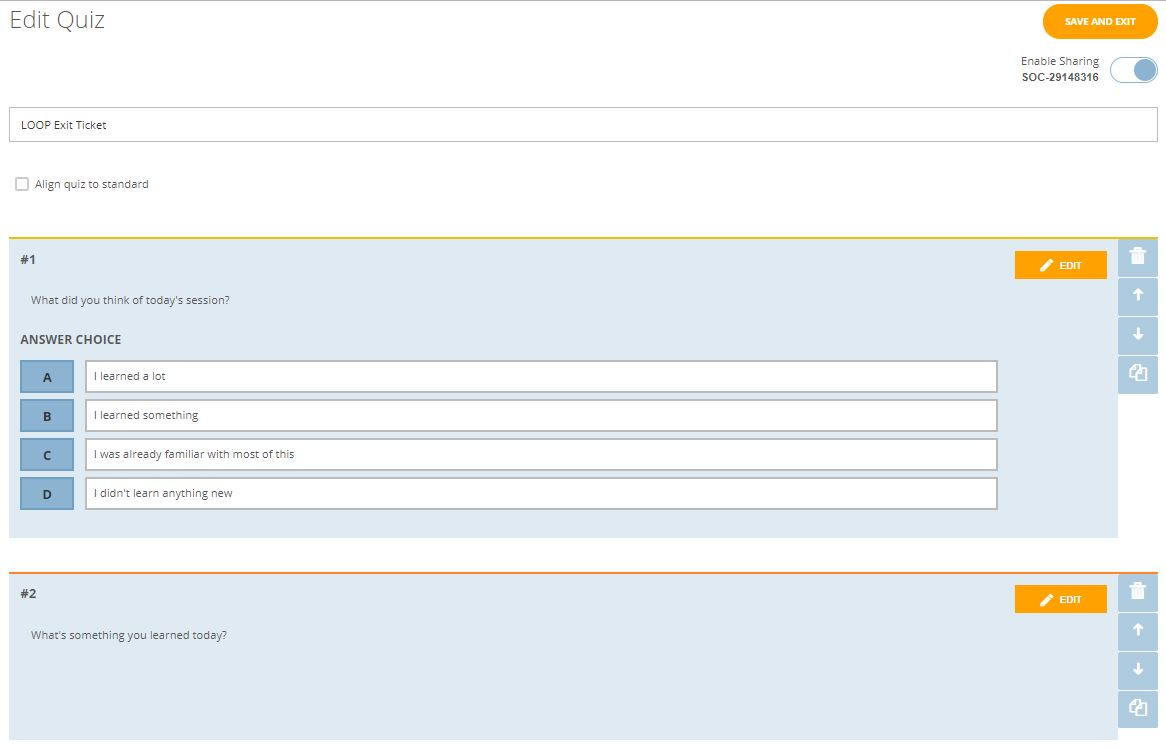 Edit Quiz
SAVE AND EXIT
Enable Sharing
SOC-29148316
LOOP Exit Ticket
Align quiz to standard
#1
EDIT
What did you think of today's session?
ANSWER CHOICE
A I learned a lot
B I learned something
C I was already familiar with most of this
D I didn't learn anything new
#2
EDIT
What's something you learned today?